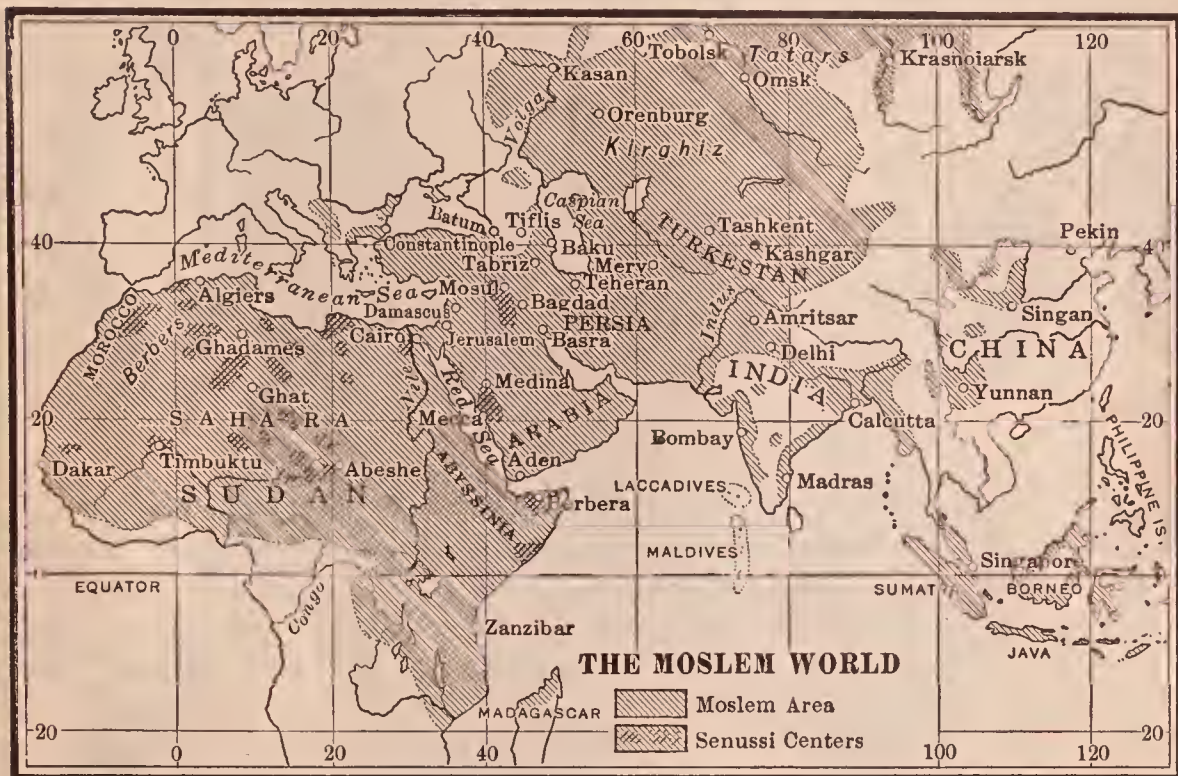 0 20 40 60 80 100 120
Tobolsk Tatars
Krasnoiarsk
Kasan
Omsk
Volga
Orenburg
Kirghiz
Caspian
Sea
Batum Tiflis
Tashkent
Pekin
40 40
Constantinople
Baku
TURKESTAN
Kashgar
Tabriz
Merv
Teheran
Mediterranean Sea
Mosul
Algiers
Bagdad
Indus
Singan
MOROCCO
Berbers
Damascus
PERSIA
Amritsar
Cairo
Jerusalem
Basra
Ghadames
Delhi
CHINA
INDIA
Nile
Red Sea
Medina
Yunnan
Ghat
SAHARA
Mecca
ARABIA
20 20
Calcutta
Bombay
PHILIPPINE IS
Dakar
Timbuktu
Abeshe
Aden
SUDAN
ABYSSINIA
Berbera
LACCADIVES
Madras
MALDIVES
Singapore
EQUATOR
SUMAT
BORNEO
Congo
Zanzibar
JAVA
THE MOSLEM WORLD
Moslem Area
MADAGASCAR
20 20
Senussi Centers
0 20 40 100 120